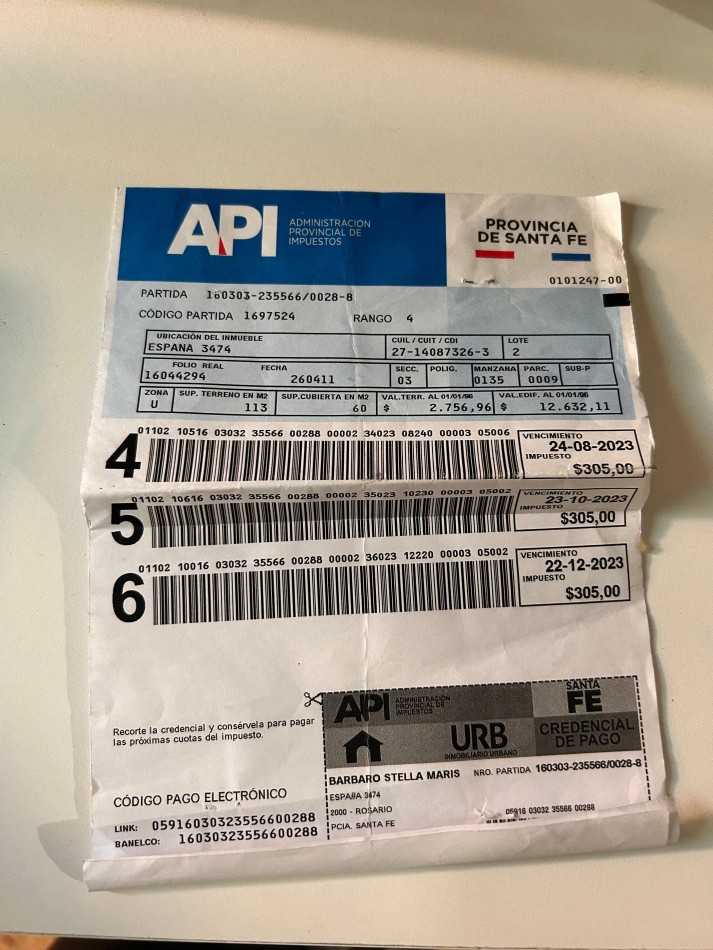 API ADMINISTRACION
PROVINCIAL DE
IMPUESTOS
PROVINCIA
DE SANTA FE
0101247-00
PARTIDA 160303-235566/0028-8
CÓDIGO PARTIDA 1697524 RANGO 4
UBICACIÓN DEL INMUEBLE CUIL / CUIT / CDI LOTE
ESPANA 3474 27-14087326-3 2
FOLIO REAL FECHA SECC. POLIG. MANZANA PARC. SUB-P
16044294 260411 03 0135 0009
ZONA SUP. TERRENO EN M2 SUP.CUBIERTA EN M2 VAL.TERR. AL 01/01/96 VAL.EDIF. AL 01/01/96
U 113 60 $ 2.756,96 $ 12.632,11
01102 10516 03032 35566 00288 00002 34023 08240 00003 05006
4
VENCIMIENTO
24-08-2023
IMPUESTO
$305,00
01102 10616 03032 35566 00288 00002 35023 10230 00003 05002
5
VENCIMIENTO
23-10-2023
IMPUESTO
$305,00
01102 10016 03032 35566 00288 00002 36023 12220 00003 05002
6
VENCIMIENTO
22-12-2023
IMPUESTO
$305,00
Recorte la credencial y consérvela para pagar
las próximas cuotas del impuesto.
API ADMINISTRACION
PROVINCIAL DE
IMPUESTOS
SANTA
FE
URB
INMOBILIARIO URBANO
CREDENCIAL
DE PAGO
BARBARO STELLA MARIS NRO. PARTIDA 160303-235566/0028-8
ESPAÑA 3474
2000 - ROSARIO 05916 03032 35566 00288
PCIA. SANTA FE
CÓDIGO PAGO ELECTRÓNICO
LINK: 0591603032355660​0288
BANELCO: 160303235566​00288